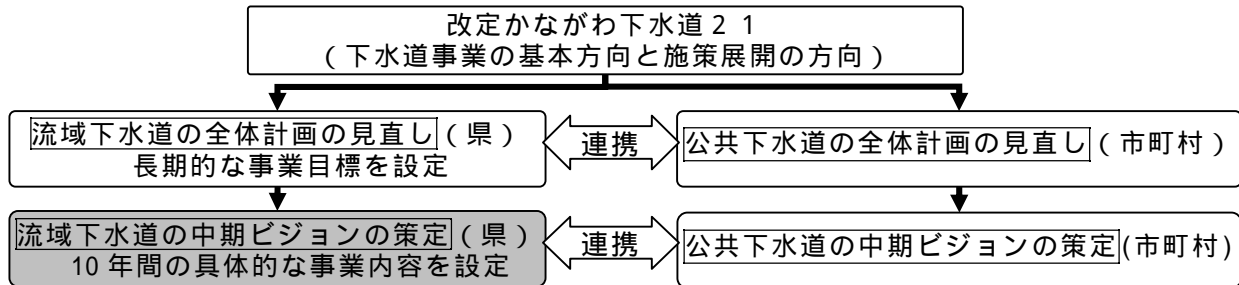 改定かながわ下水道21
(下水道事業の基本方向と施策展開の方向)
流域下水道の全体計画の見直し(県)
長期的な事業目標を設定
連携
公共下水道の全体計画の見直し(市町村)
流域下水道の中期ビジョンの策定(県)
10年間の具体的な事業内容を設定
連携
公共下水道の中期ビジョンの策定(市町村)